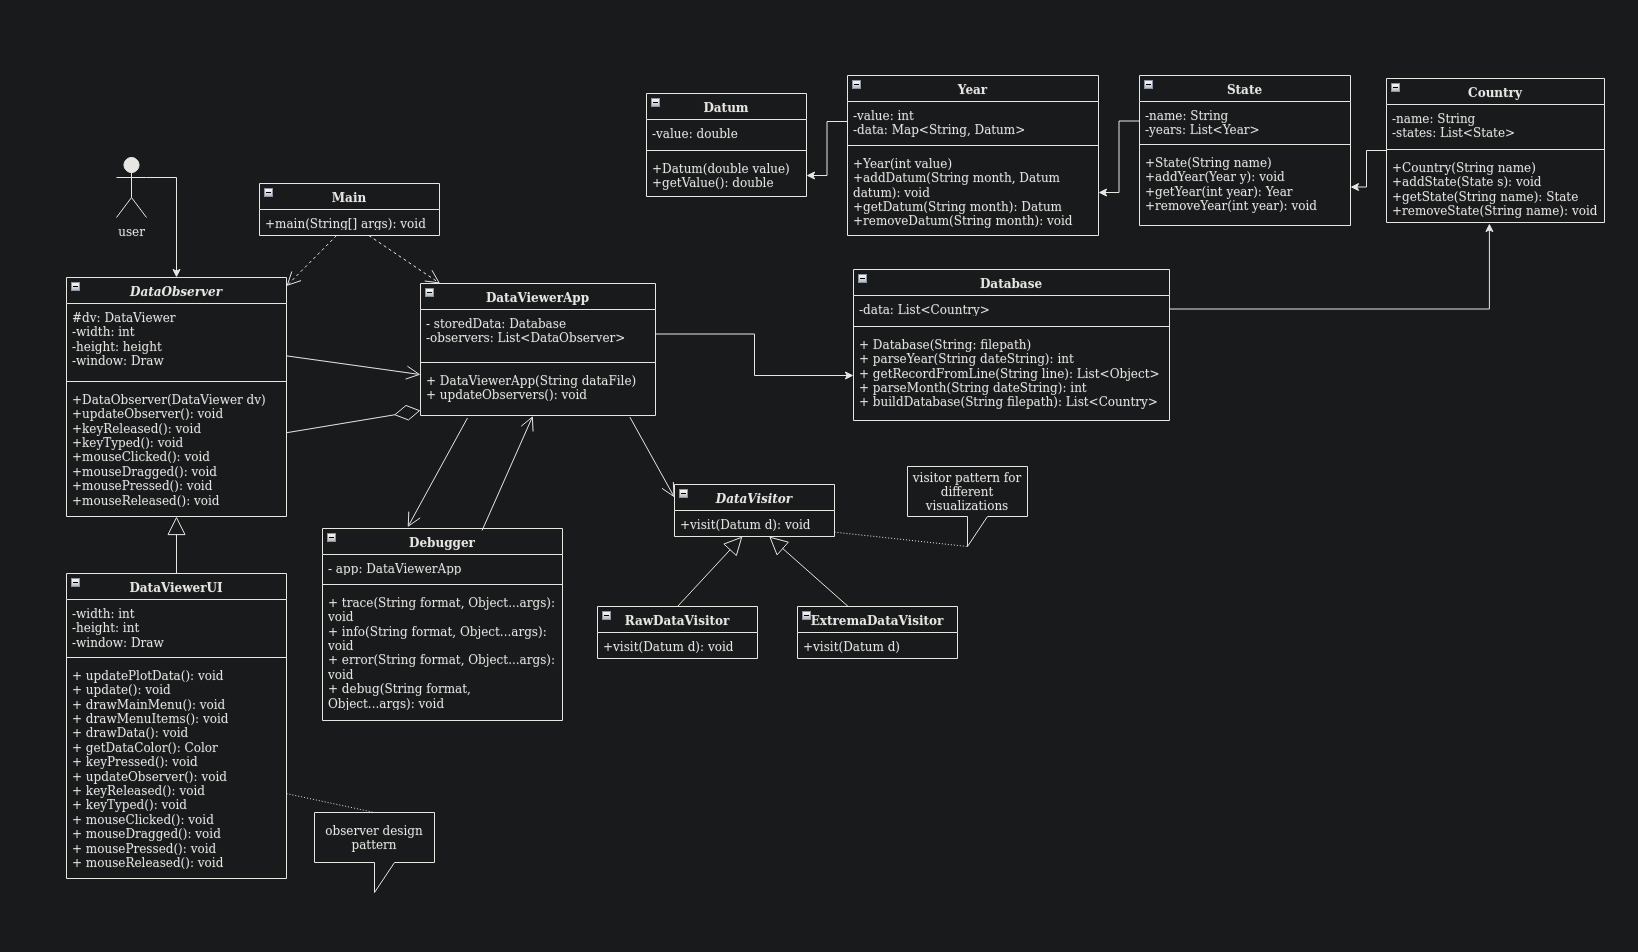 Datum
-value: double
+Datum(double value)
+getValue(): double
Year
-value: int
-data: Map<String, Datum>
+Year(int value)
+addDatum(String month, Datum
datum): void
+getDatum(String month): Datum
+removeDatum(String month): void
State
-name: String
-years: List<Year>
+State(String name)
+addYear(Year y): void
+getYear(int year): Year
+removeYear(int year): void
Country
-name: String
-states: List<State>
+Country(String name)
+addState(State s): void
+getState(String name): State
+removeState(String name): void
user
Main
+main(String[] args): void
DataObserver
#dv: DataViewer
-width: int
-height: height
-window: Draw
+DataObserver(DataViewer dv)
+updateObserver(): void
+keyReleased(): void
+keyTyped(): void
+mouseClicked(): void
+mouseDragged(): void
+mousePressed(): void
+mouseReleased(): void
DataViewerApp
- storedData: Database
-observers: List<DataObserver>
+ DataViewerApp(String dataFile)
+ updateObservers(): void
Database
-data: List<Country>
+ Database(String: filepath)
+ parseYear(String dateString): int
+ getRecordFromLine(String line): List<Object>
+ parseMonth(String dateString): int
+ buildDatabase(String filepath): List<Country>
visitor pattern for
different
visualizations
DataVisitor
+visit(Datum d): void
Debugger
- app: DataViewerApp
+ trace(String format, Object...args):
void
+ info(String format, Object...args):
void
+ error(String format, Object...args):
void
+ debug(String format,
Object...args): void
RawDataVisitor
+visit(Datum d): void
ExtremaDataVisitor
+visit(Datum d)
DataViewerUI
-width: int
-height: int
-window: Draw
+ updatePlotData(): void
+ update(): void
+ drawMainMenu(): void
+ drawMenuItems(): void
+ drawData(): void
+ getDataColor(): Color
+ keyPressed(): void
+ updateObserver(): void
+ keyReleased(): void
+ keyTyped(): void
+ mouseClicked(): void
+ mouseDragged(): void
+ mousePressed(): void
+ mouseReleased(): void
observer design
pattern